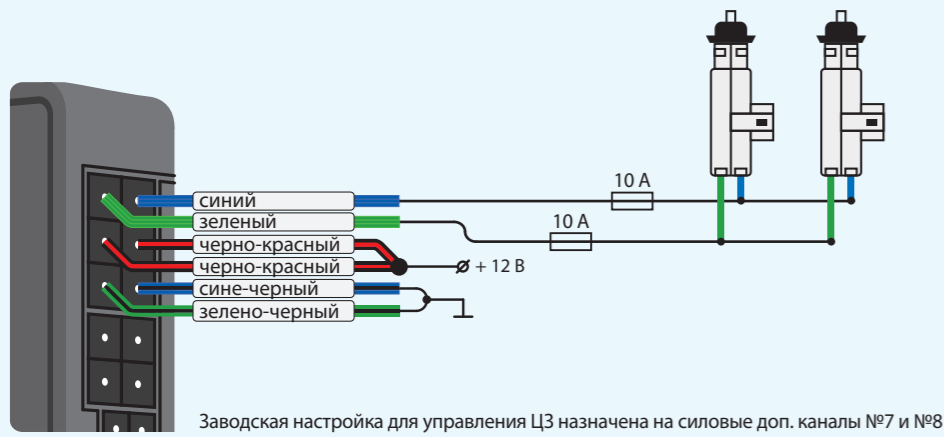 10 А
синий
зеленый
10 А
черно-красный
черно-красный
+ 12 В
сине-черный
зелено-черный
Заводская настройка для управления ЦЗ назначена на силовые доп. каналы №7 и №8